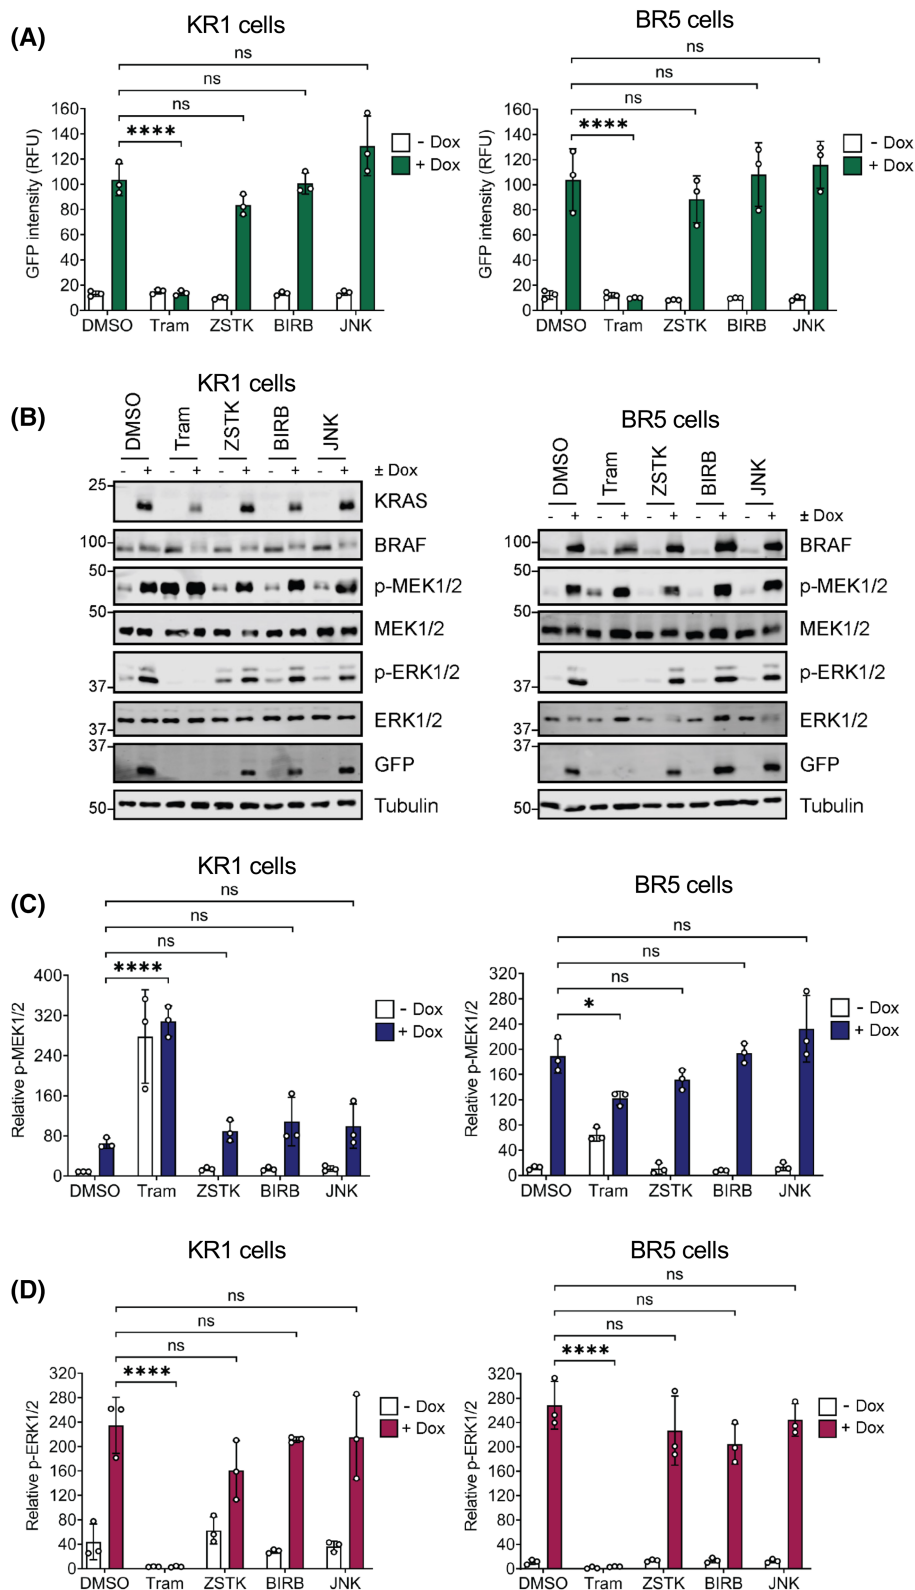 (A)
KR1 cells
ns
ns
ns
****
GFP intensity (RFU)
160
140
120
100
80
60
40
20
0
DMSO Tram ZSTK BIRB JNK
- Dox
+ Dox
BR5 cells
ns
ns
ns
****
GFP intensity (RFU)
160
140
120
100
80
60
40
20
0
DMSO Tram ZSTK BIRB JNK
- Dox
+ Dox
(B)
KR1 cells
DMSO Tram ZSTK BIRB JNK
- + - + - + - + - + ± Dox
25 KRAS
100 BRAF
50 p-MEK1/2
50 MEK1/2
37 p-ERK1/2
37 ERK1/2
37 GFP
50 Tubulin
BR5 cells
DMSO Tram ZSTK BIRB JNK
- + - + - + - + - + ± Dox
100 BRAF
50 p-MEK1/2
50 MEK1/2
37 p-ERK1/2
37 ERK1/2
37 GFP
50 Tubulin
(C)
KR1 cells
ns
ns
ns
****
Relative p-MEK1/2
400
320
240
160
80
0
DMSO Tram ZSTK BIRB JNK
- Dox
+ Dox
BR5 cells
ns
ns
ns
*
Relative p-MEK1/2
320
280
240
200
160
120
80
40
0
DMSO Tram ZSTK BIRB JNK
- Dox
+ Dox
(D)
KR1 cells
ns
ns
ns
****
Relative p-ERK1/2
320
280
240
200
160
120
80
40
0
DMSO Tram ZSTK BIRB JNK
- Dox
+ Dox
BR5 cells
ns
ns
ns
****
Relative p-ERK1/2
320
280
240
200
160
120
80
40
0
DMSO Tram ZSTK BIRB JNK
- Dox
+ Dox